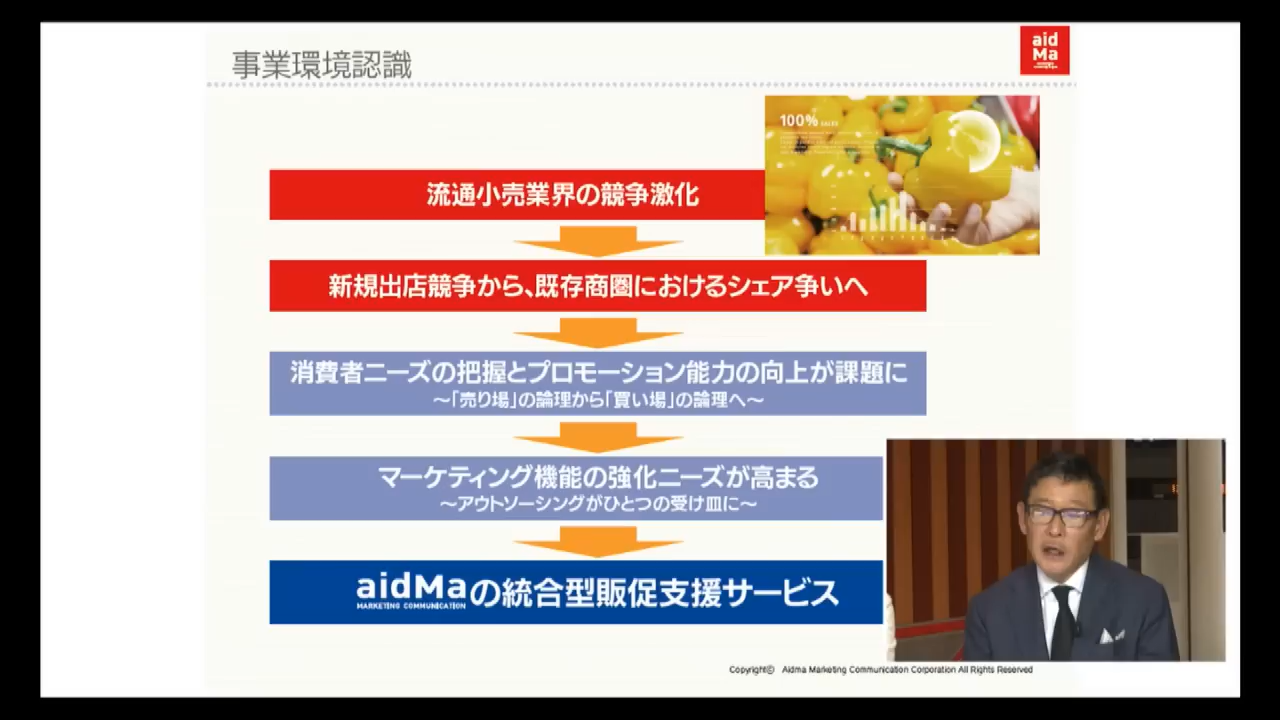 事業環境認識
aid
Ma
100% SALES
流通小売業界の競争激化
新規出店競争から、既存商圏におけるシェア争いへ
消費者ニーズの把握とプロモーション能力の向上が課題に
～「売り場」の論理から「買い場」の論理へ～
マーケティング機能の強化ニーズが高まる
～アウトソーシングがひとつの受け皿に～
aidMaの統合型販促支援サービス
MARKETING COMMUNICATION
Copyrightⓒ Aidma Marketing Communication Corporation All Rights Reserved